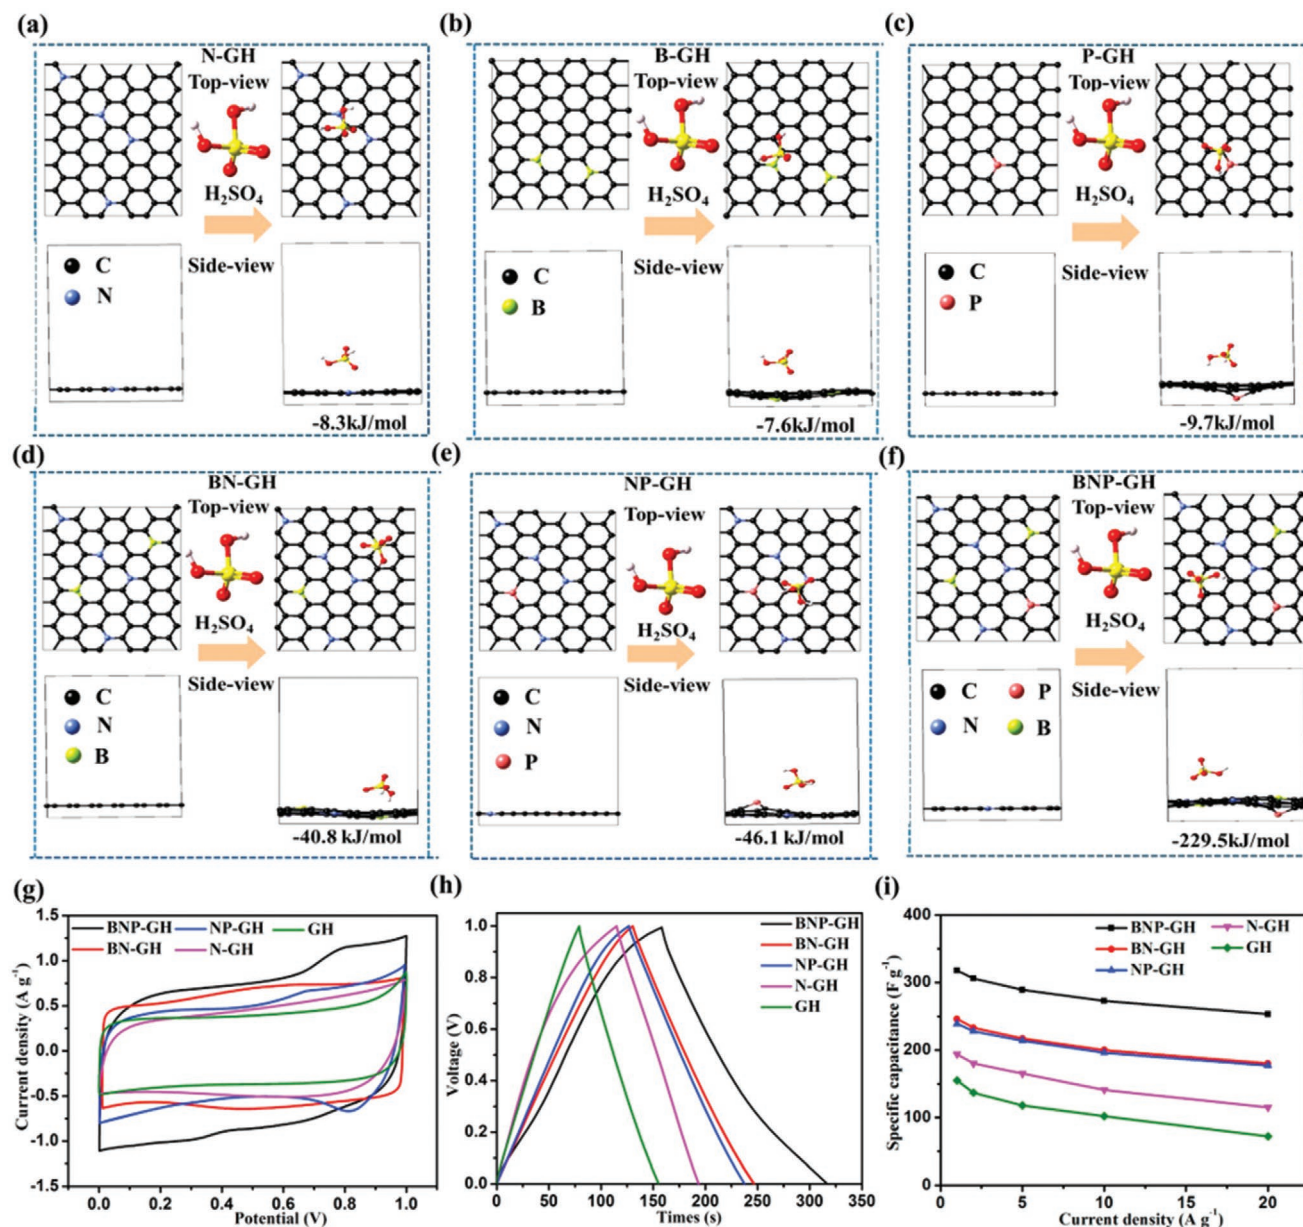 (a)
N-GH
Top-view
H₂SO₄
Side-view
C
N
-8.3kJ/mol
(b)
B-GH
Top-view
H₂SO₄
Side-view
C
B
-7.6kJ/mol
(c)
P-GH
Top-view
H₂SO₄
Side-view
C
P
-9.7kJ/mol
(d)
BN-GH
Top-view
H₂SO₄
Side-view
C
N
B
-40.8 kJ/mol
(e)
NP-GH
Top-view
H₂SO₄
Side-view
C
N
P
-46.1 kJ/mol
(f)
BNP-GH
Top-view
H₂SO₄
Side-view
C P
N B
-229.5kJ/mol
(g)
Current density (A g⁻¹)
1.5
1.0
0.5
0.0
-0.5
-1.0
-1.5
BNP-GH NP-GH GH
BN-GH N-GH
0.0 0.2 0.4 0.6 0.8 1.0
Potential (V)
(h)
Voltage (V)
1.0
0.8
0.6
0.4
0.2
0.0
BNP-GH
BN-GH
NP-GH
N-GH
GH
0 50 100 150 200 250 300 350
Times (s)
(i)
Specific capacitance (F g⁻¹)
400
300
200
100
0
BNP-GH N-GH
BN-GH GH
NP-GH
0 5 10 15 20
Current density (A g⁻¹)